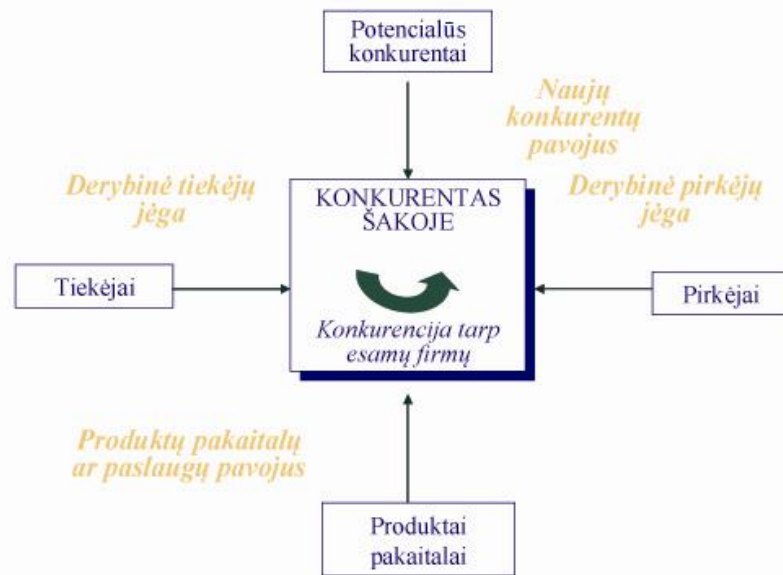 Potencialūs
konkurentai
Naujų
konkurentų
pavojus
Derybinė tiekėjų
jėga
KONKURENTAS
ŠAKOJE
Derybinė pirkėjų
jėga
Tiekėjai
Pirkėjai
Konkurencija tarp
esamų firmų
Produktų pakaitalų
ar paslaugų pavojus
Produktai
pakaitalai